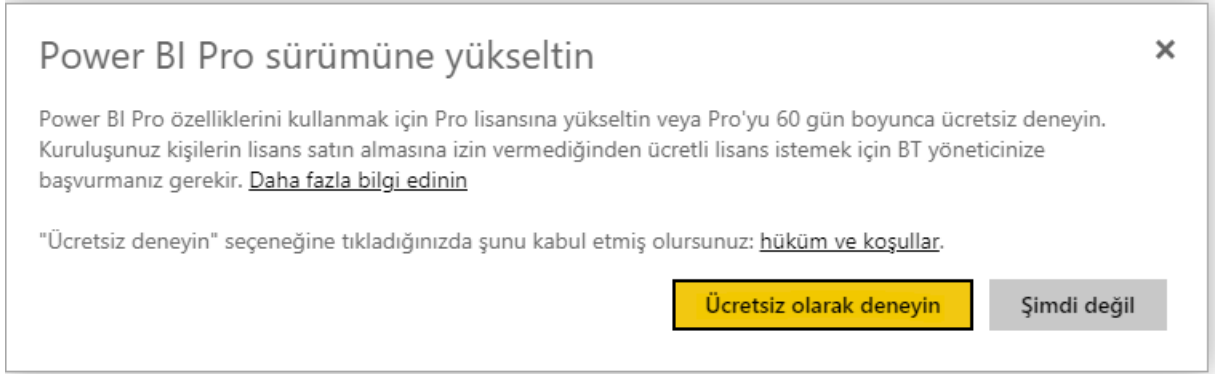 Power BI Pro sürümüne yükseltin
Power BI Pro özelliklerini kullanmak için Pro lisansına yükseltin veya Pro'yu 60 gün boyunca ücretsiz deneyin.
Kuruluşunuz kişilerin lisans satın almasına izin vermediğinden ücretli lisans istemek için BT yöneticinize
başvurmanız gerekir. Daha fazla bilgi edinin
"Ücretsiz deneyin" seçeneğine tıkladığınızda şunu kabul etmiş olursunuz: hüküm ve koşullar.
Ücretsiz olarak deneyin Şimdi değil